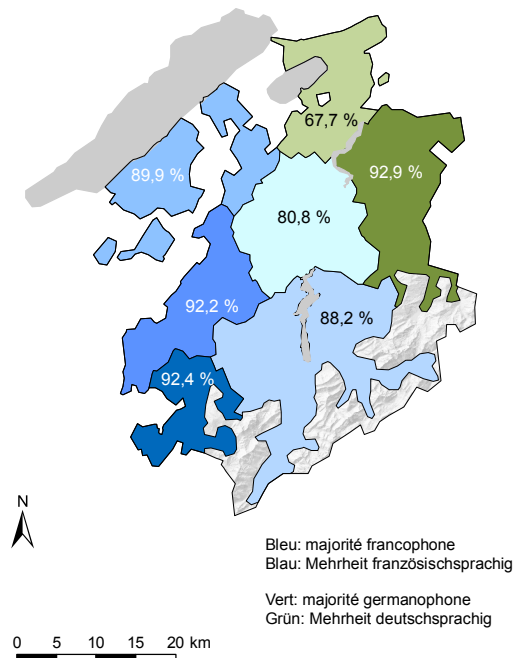 67,7 %
89,9 %
92,9 %
80,8 %
92,2 %
88,2 %
92,4 %
N
Bleu: majorité francophone
Blau: Mehrheit französischsprachig
Vert: majorité germanophone
Grün: Mehrheit deutschsprachig
0 5 10 15 20 km